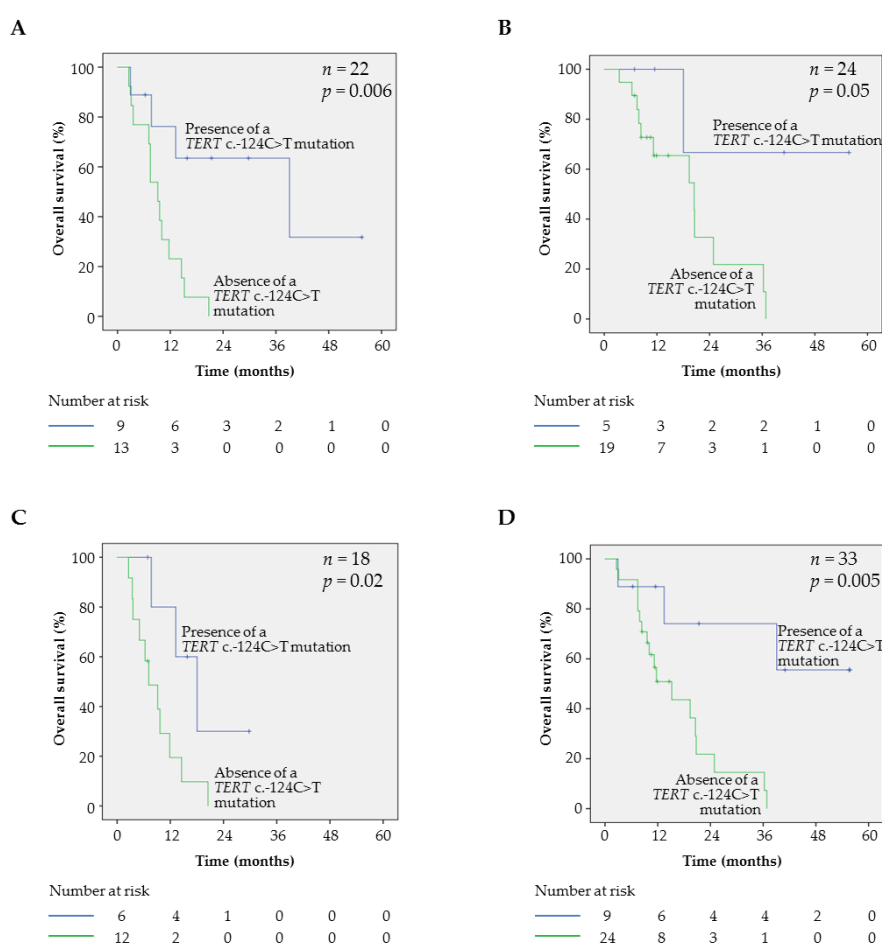 A
n = 22
p = 0.006
Overall survival (%)
100
80
60
40
20
0
Presence of a
TERT c.-124C>T mutation
Absence of a
TERT c.-124C>T
mutation
0 12 24 36 48 60
Time (months)
Number at risk
9 6 3 2 1 0
13 3 0 0 0 0
B
n = 24
p = 0.05
Overall survival (%)
100
80
60
40
20
0
Presence of a
TERT c.-124C>T mutation
Absence of a
TERT c.-124C>T
mutation
0 12 24 36 48 60
Time (months)
Number at risk
5 3 2 2 1 0
19 7 3 1 0 0
C
n = 18
p = 0.02
Overall survival (%)
100
80
60
40
20
0
Presence of a
TERT c.-124C>T mutation
Absence of a
TERT c.-124C>T
mutation
0 12 24 36 48 60
Time (months)
Number at risk
6 4 1 0 0 0
12 2 0 0 0 0
D
n = 33
p = 0.005
Overall survival (%)
100
80
60
40
20
0
Presence of a
TERT c.-124C>T
mutation
Absence of a
TERT c.-124C>T
mutation
0 12 24 36 48 60
Time (months)
Number at risk
9 6 4 4 2 0
24 8 3 1 0 0